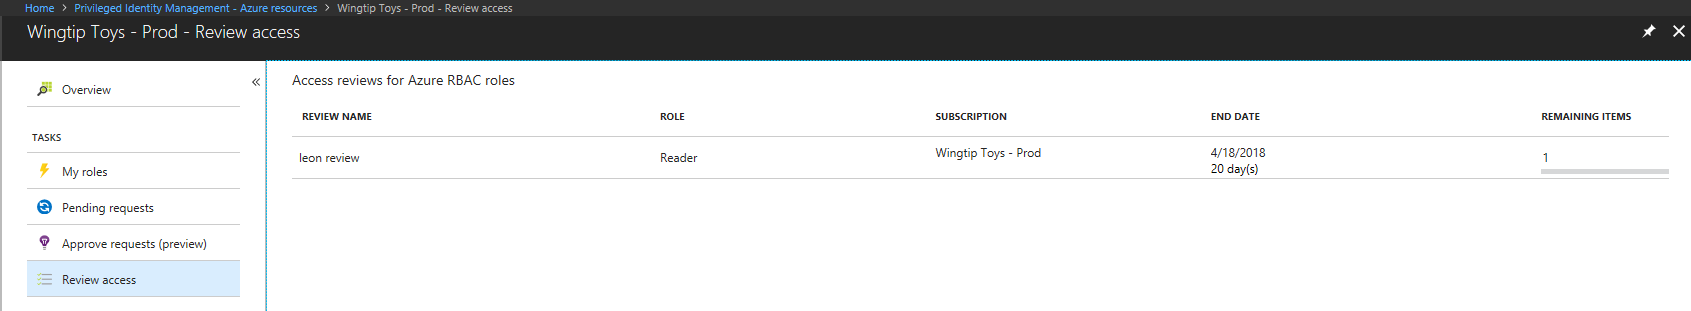 Home > Privileged Identity Management - Azure resources > Wingtip Toys - Prod - Review access
Wingtip Toys - Prod - Review access
Overview
TASKS
My roles
Pending requests
Approve requests (preview)
Review access
Access reviews for Azure RBAC roles
REVIEW NAME ROLE SUBSCRIPTION END DATE REMAINING ITEMS
leon review Reader Wingtip Toys - Prod 4/18/2018 1
20 day(s)